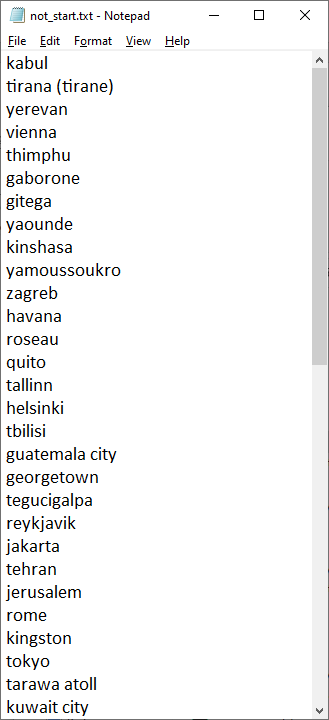 not_start.txt - Notepad
File Edit Format View Help
kabul
tirana (tirane)
yerevan
vienna
thimphu
gaborone
gitega
yaounde
kinshasa
yamoussoukro
zagreb
havana
roseau
quito
tallinn
helsinki
tbilisi
guatemala city
georgetown
tegucigalpa
reykjavik
jakarta
tehran
jerusalem
rome
kingston
tokyo
tarawa atoll
kuwait city